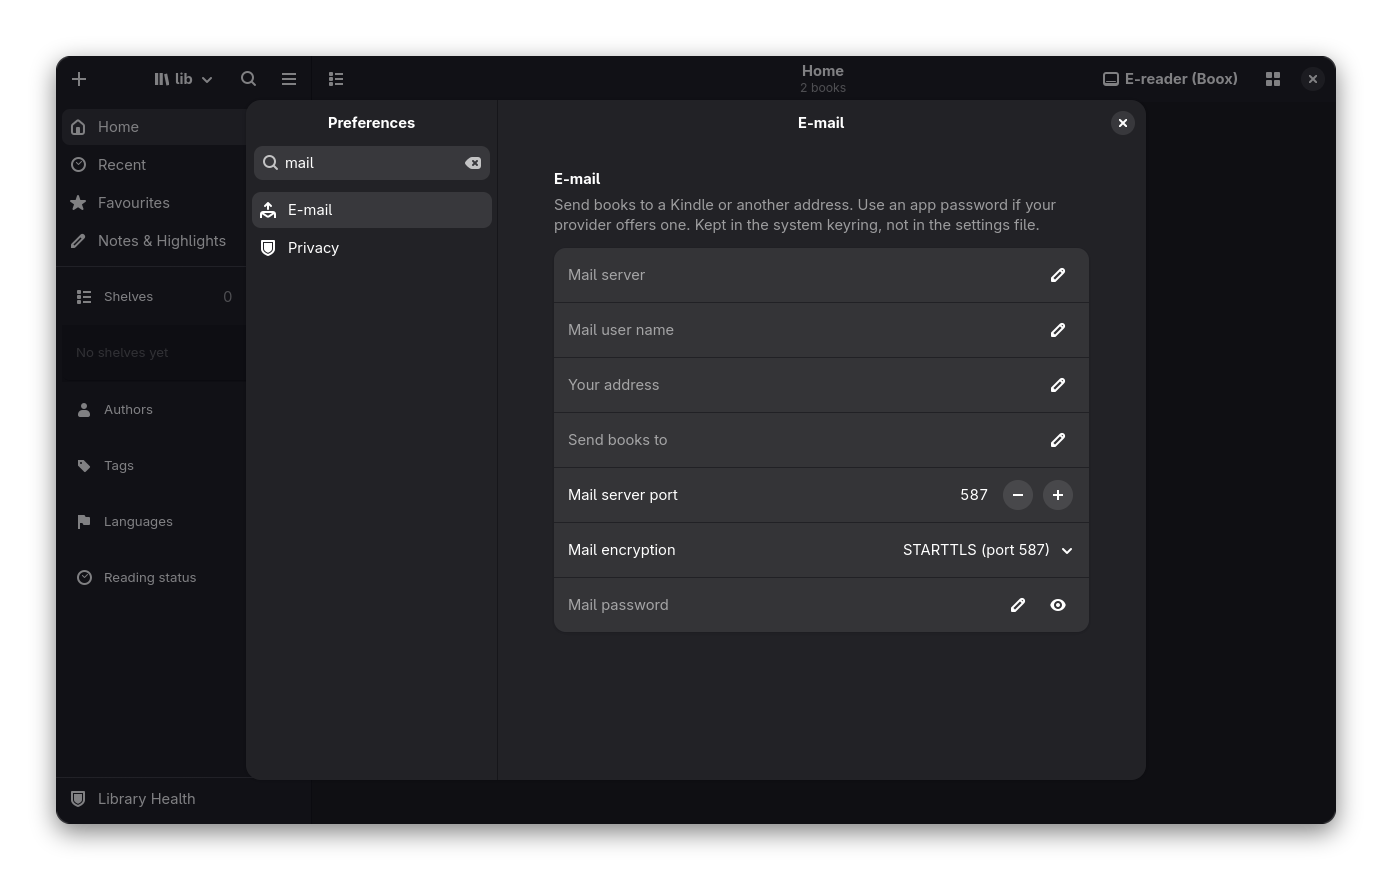 lib
Home
2 books
E-reader (Boox)
Home
Recent
Favourites
Notes & Highlights
Shelves 0
No shelves yet
Authors
Tags
Languages
Reading status
Library Health
Preferences
mail
E-mail
Privacy
E-mail
E-mail
Send books to a Kindle or another address. Use an app password if your
provider offers one. Kept in the system keyring, not in the settings file.
Mail server
Mail user name
Your address
Send books to
Mail server port 587
Mail encryption STARTTLS (port 587)
Mail password